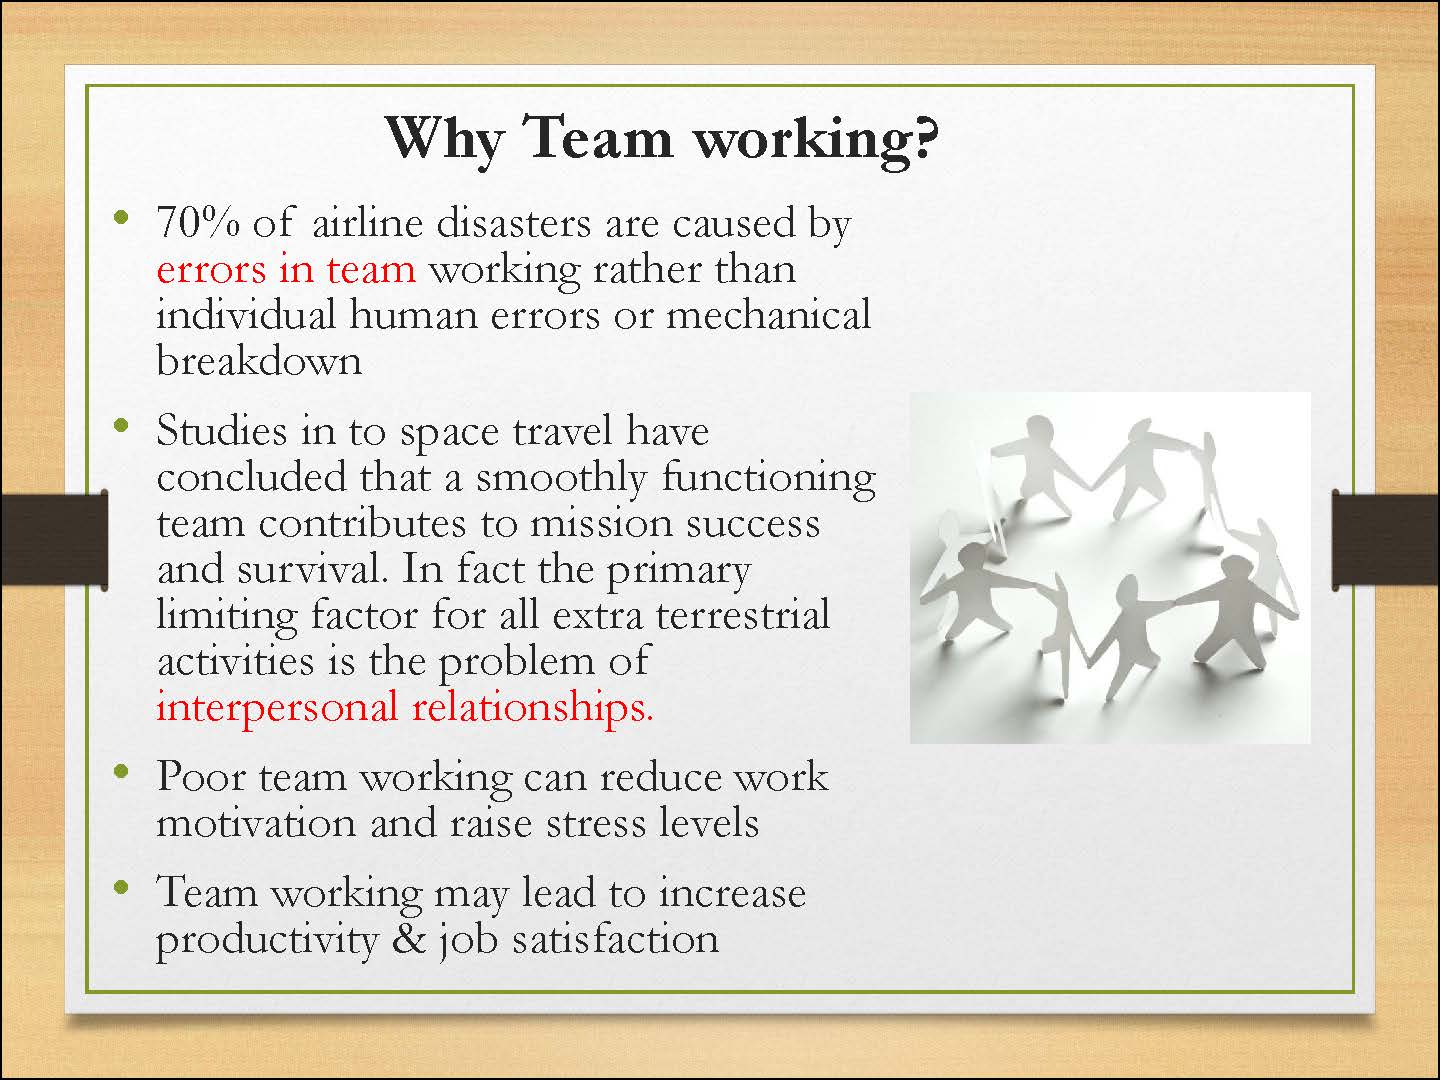 Why Team working?
• 70% of airline disasters are caused by
errors in team working rather than
individual human errors or mechanical
breakdown
• Studies in to space travel have
concluded that a smoothly functioning
team contributes to mission success
and survival. In fact the primary
limiting factor for all extra terrestrial
activities is the problem of
interpersonal relationships.
• Poor team working can reduce work
motivation and raise stress levels
• Team working may lead to increase
productivity & job satisfaction